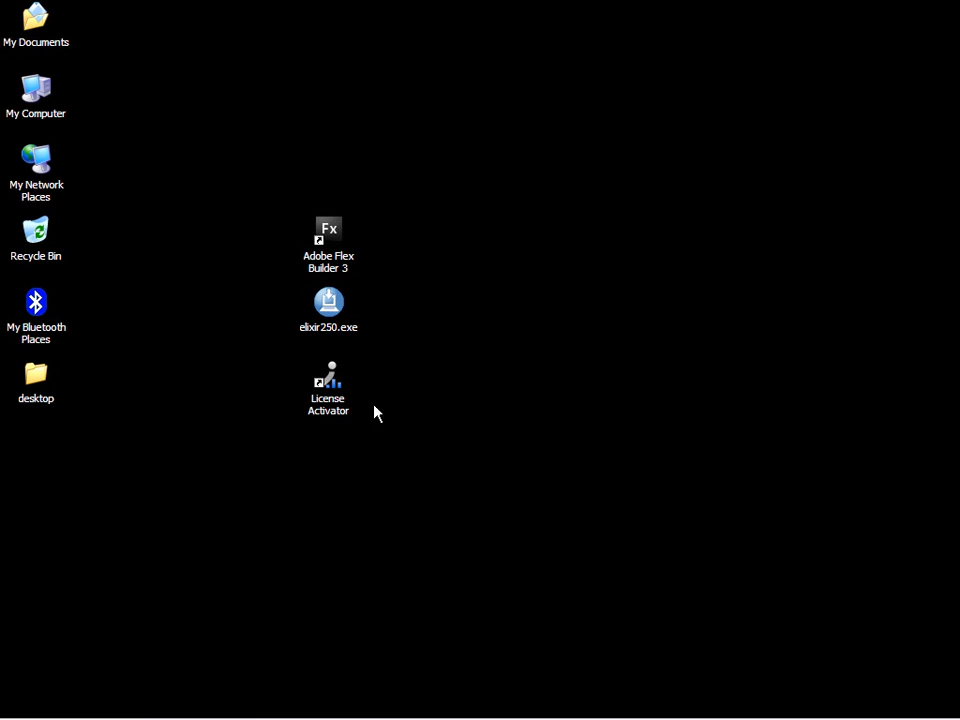 My Documents
My Computer
My Network
Places
Recycle Bin
My Bluetooth
Places
desktop
Fx
Adobe Flex
Builder 3
elixir250.exe
License
Activator